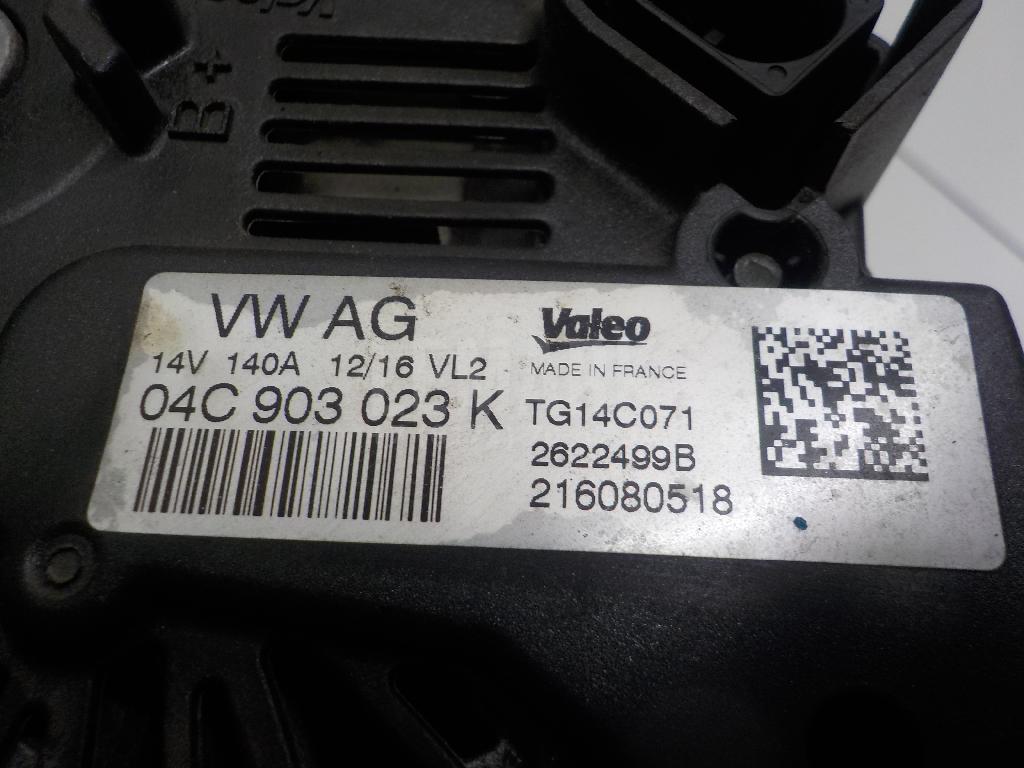 B+
VW AG
14V 140A 12/16 VL2
04C 903 023 K
Valeo
MADE IN FRANCE
TG14C071
2622499B
216080518